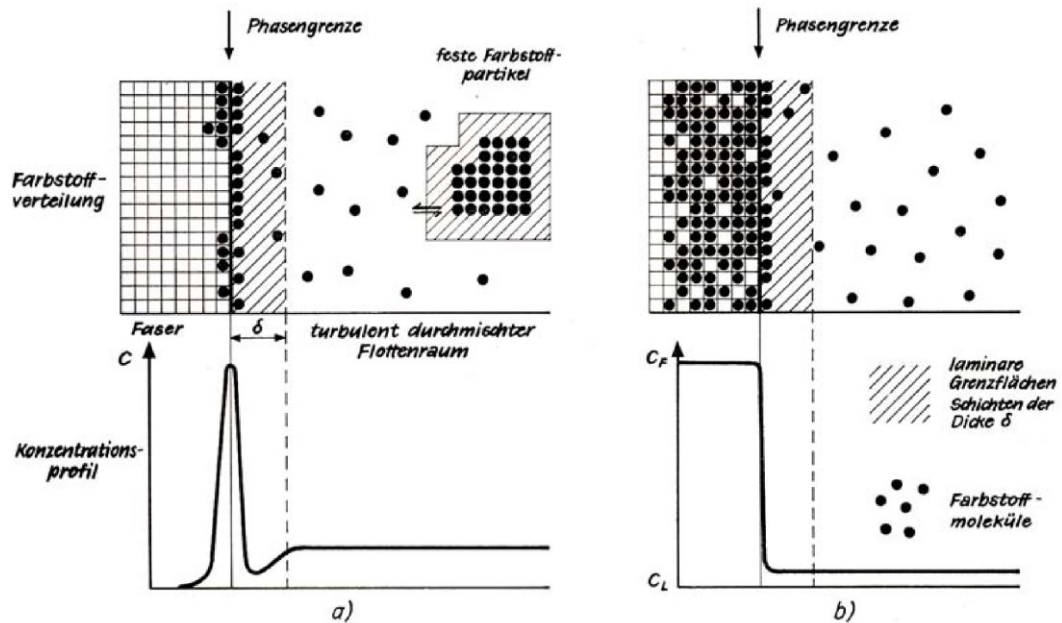 Phasengrenze
feste Farbstoff-
partikel
Farbstoff-
verteilung
Faser
δ
turbulent durchmischter
Flottenraum
C
Konzentrations-
profil
a)
Phasengrenze
C_F
laminare
Grenzflächen
Schichten der
Dicke δ
Farbstoff-
moleküle
C_L
b)